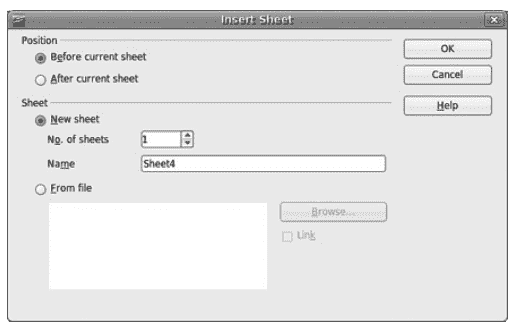 Insert Sheet
Position
Before current sheet
After current sheet
OK
Cancel
Help
Sheet
New sheet
No. of sheets 1
Name Sheet4
From file
Browse...
Link